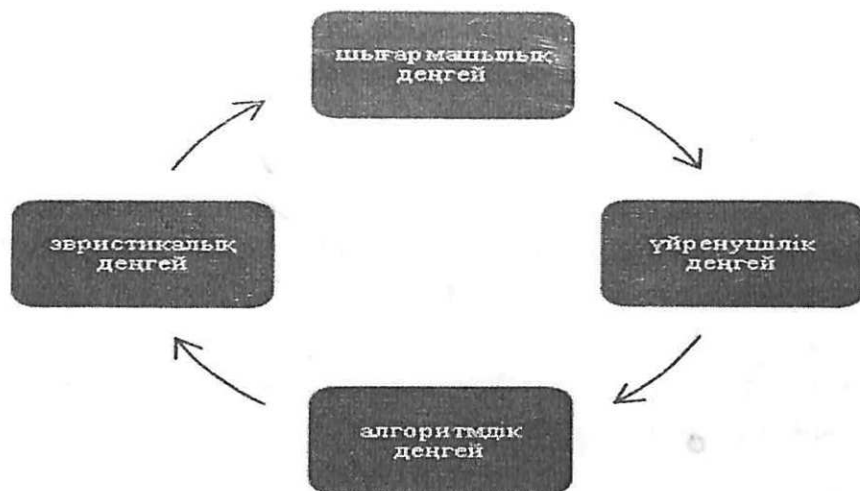 шығармашылық
деңгей
эвристикалық
деңгей
үйренушілік
деңгей
алгоритмдік
деңгей